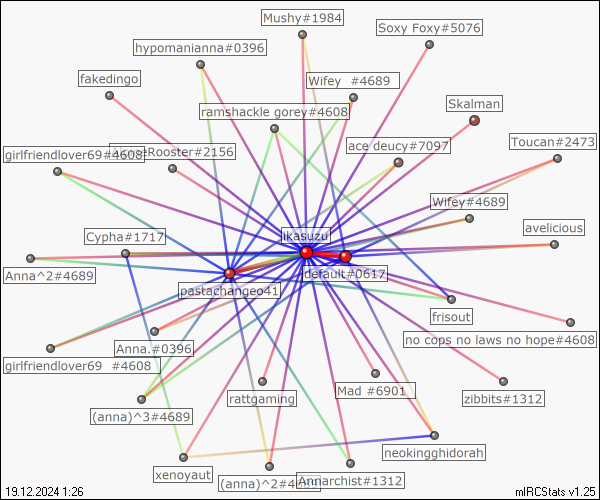 Mushy#1984
Soxy Foxy#5076
hypomanianna#0396
fakedingo
Wifey #4689
ramshackle gorey#4608
Skalman
Toucan#2473
girlfriendlover69#4608
Rooster#2156
ace deucy#7097
Wifey#4689
avelicious
Cypha#1717
likasuzu
Anna^2#4689
default#0617
pastachangeo41
frisout
no cops no laws no hope#4608
Anna.#0396
girlfriendlover69 #4608
Mad #6901
rattgaming
zibbits#1312
(anna)^3#4689
neokingghidorah
xenoyaut
(anna)^2#4689
Annarchist#1312
19.12.2024 1:26
mIRCStats v1.25